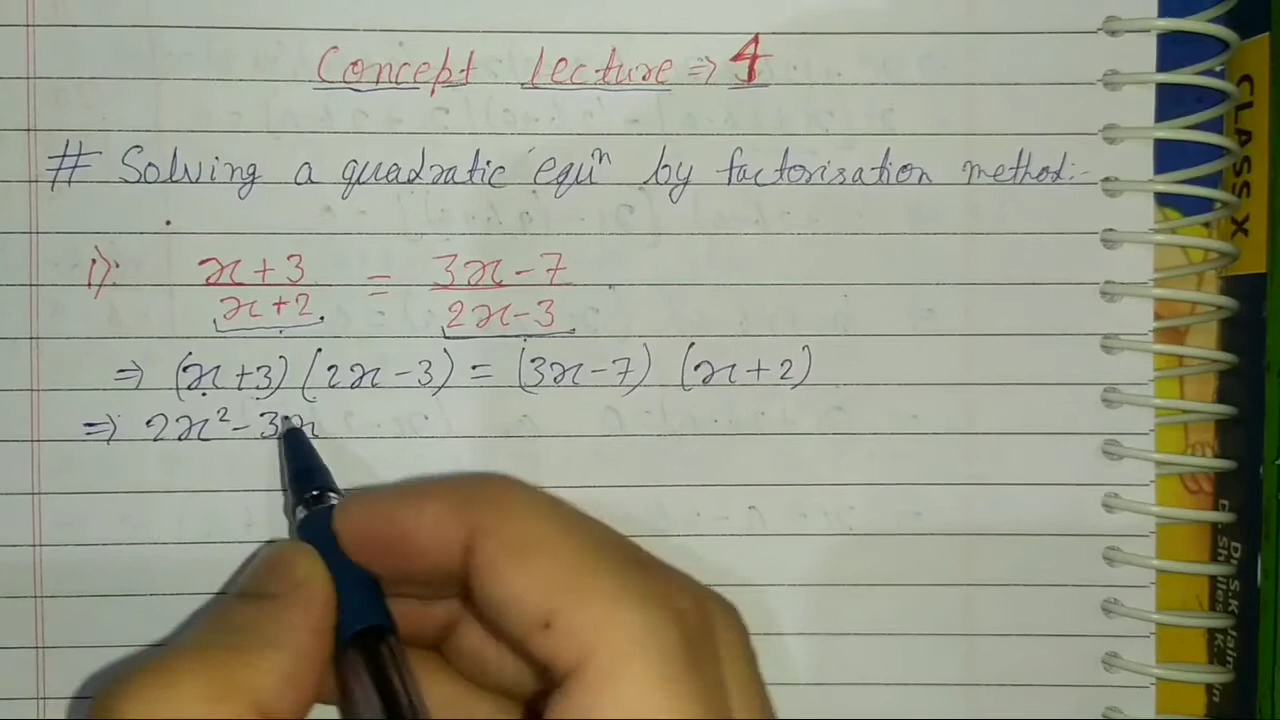 Concept lecture ⇒ 4
# Solving a quadratic equⁿ by factorisation method:-
i): (x+3)/(x+2) = (3x-7)/(2x-3)
⇒ (x+3)(2x-3) = (3x-7) (x+2)
⇒ 2x² - 3x
CLASS X
Dr. S.K